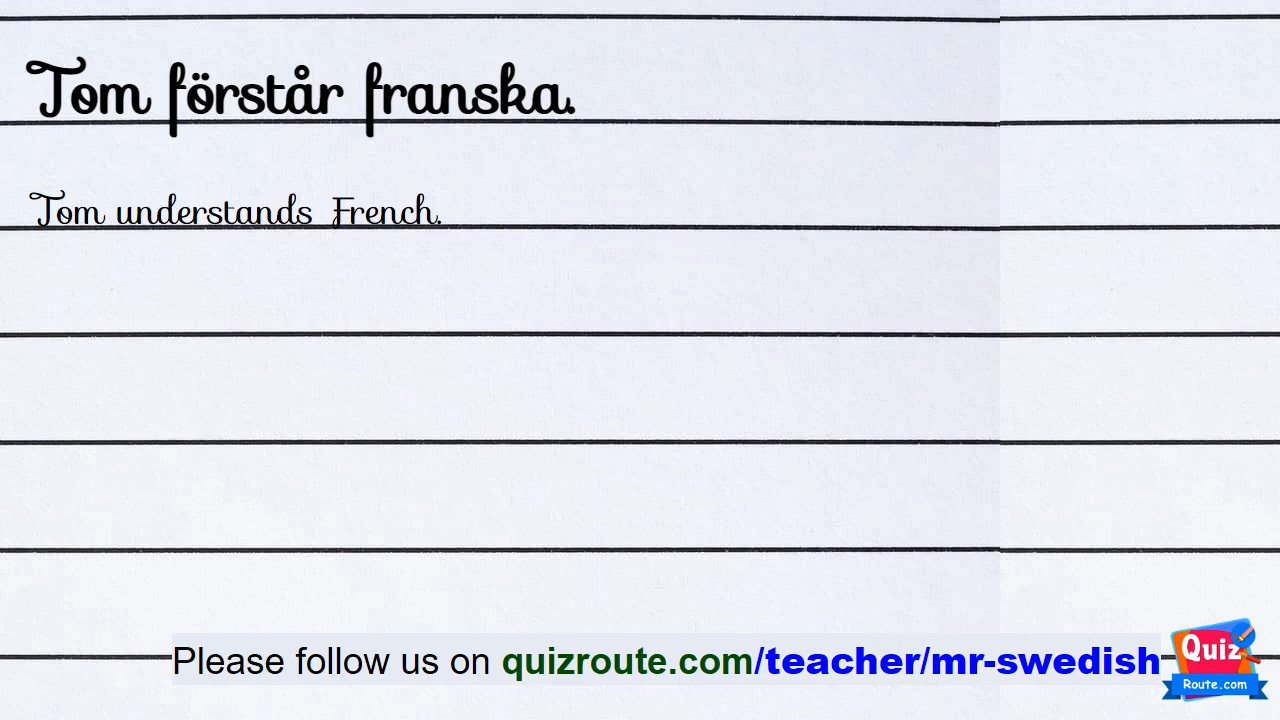 Tom förstår franska.
Tom understands French.
Please follow us on quizroute.com/teacher/mr-swedish
Quiz
Route.com